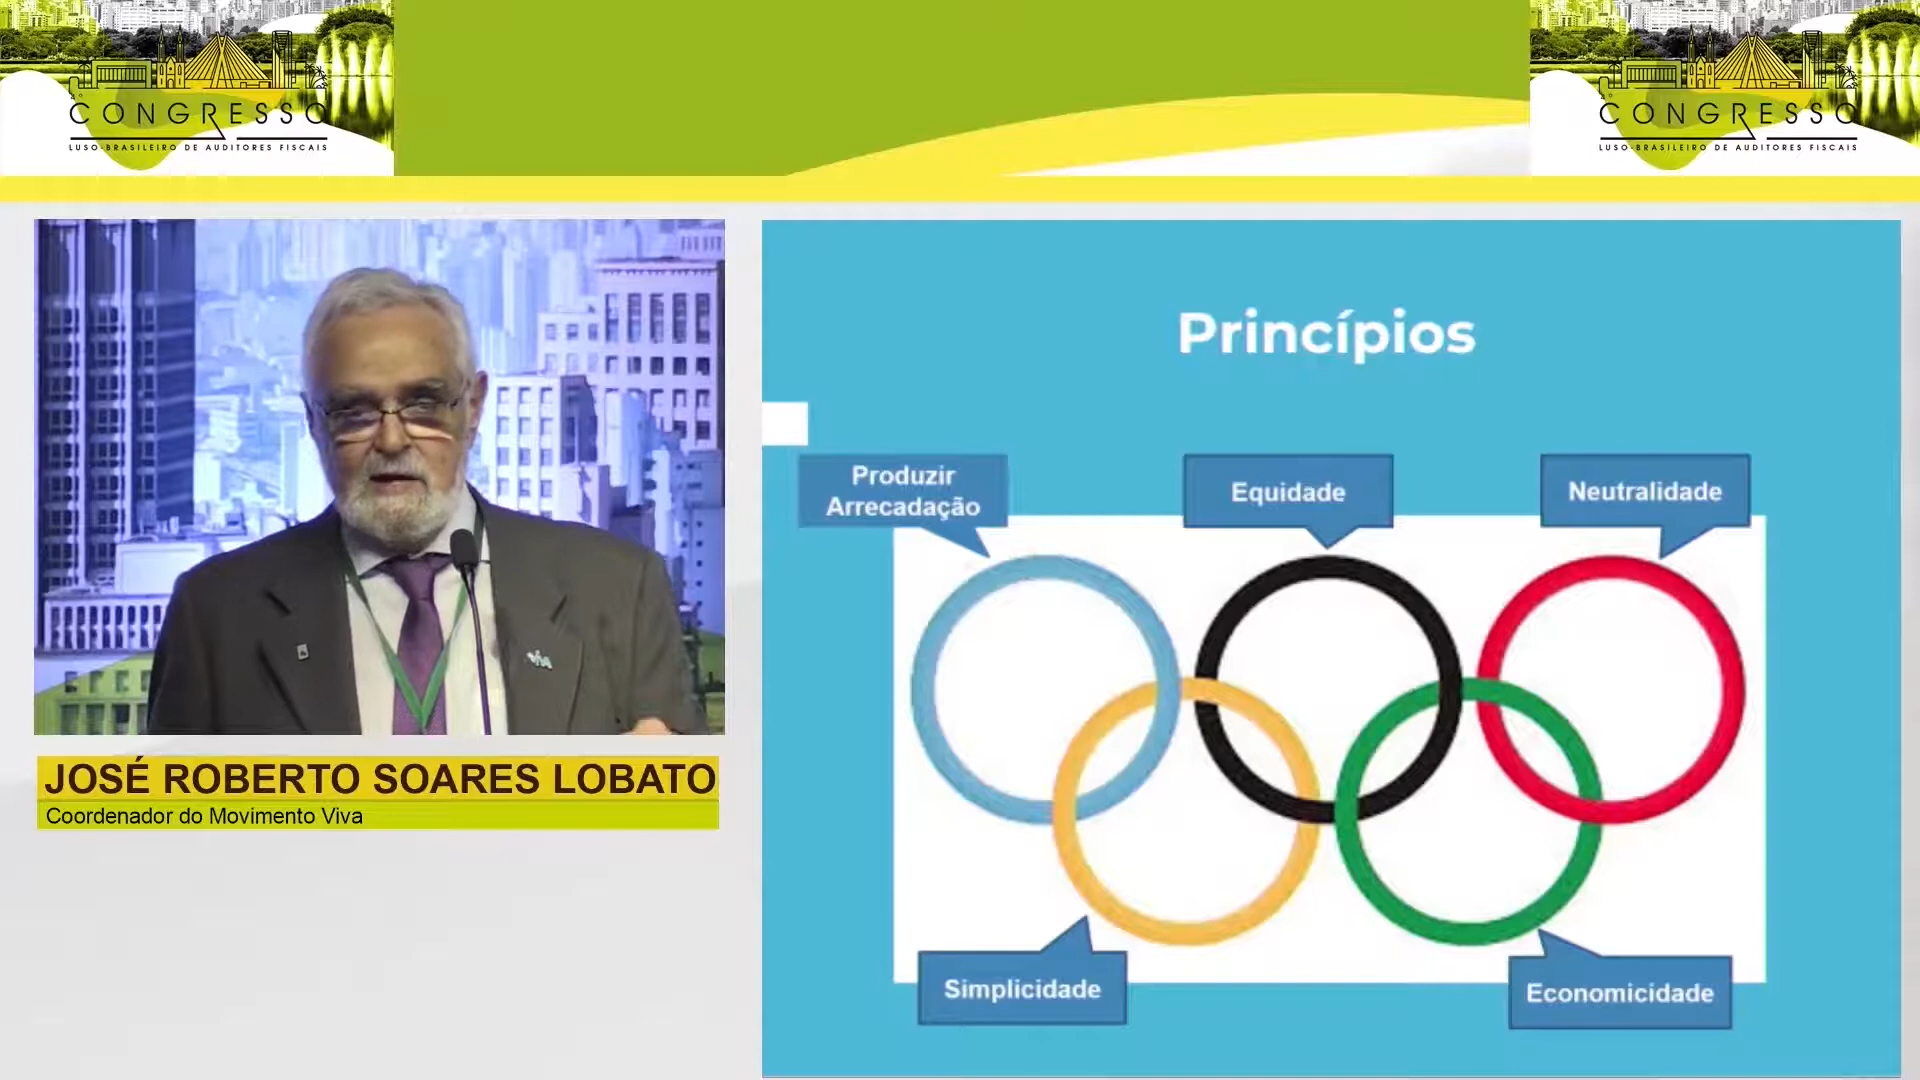 CONGRESSO
LUSO-BRASILEIRO DE AUDITORES FISCAIS
CONGRESSO
LUSO-BRASILEIRO DE AUDITORES FISCAIS
viva
JOSÉ ROBERTO SOARES LOBATO
Coordenador do Movimento Viva
Princípios
Produzir
Arrecadação
Equidade
Neutralidade
Simplicidade
Economicidade